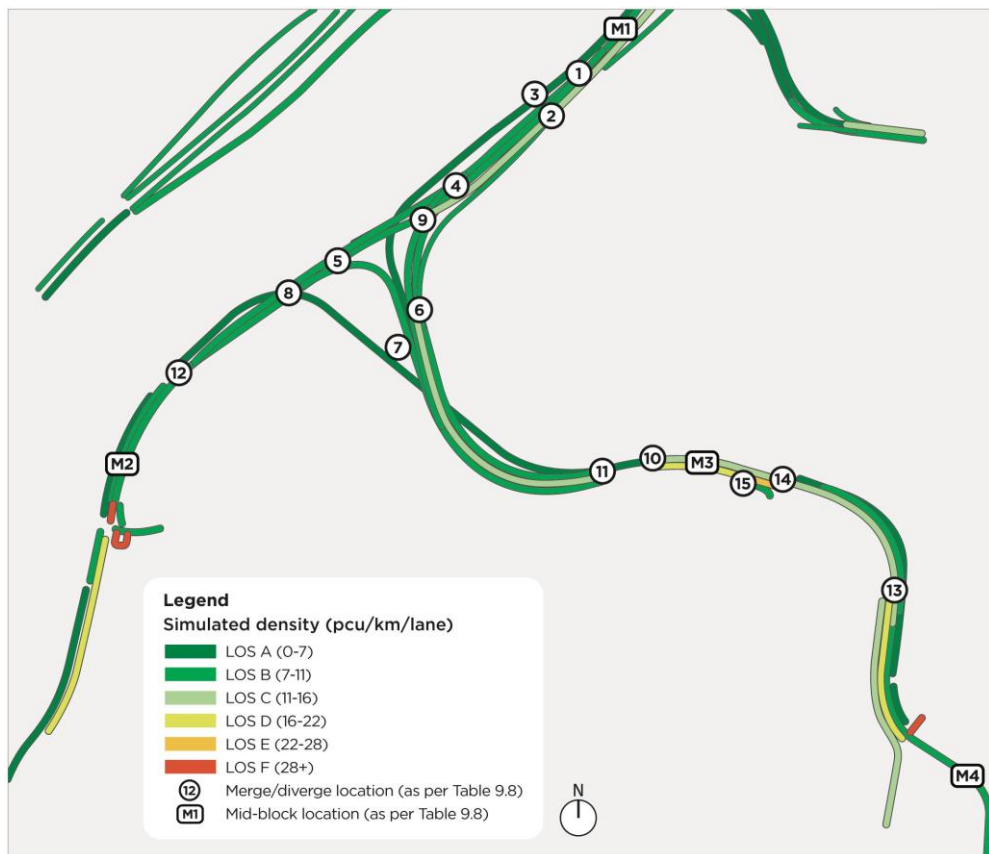 M1
1
3
2
4
9
5
8
6
7
12
M2
10
M3
11
15
14
13
M4
Legend
Simulated density (pcu/km/lane)
LOS A (0-7)
LOS B (7-11)
LOS C (11-16)
LOS D (16-22)
LOS E (22-28)
LOS F (28+)
12 Merge/diverge location (as per Table 9.8)
M1 Mid-block location (as per Table 9.8)
N